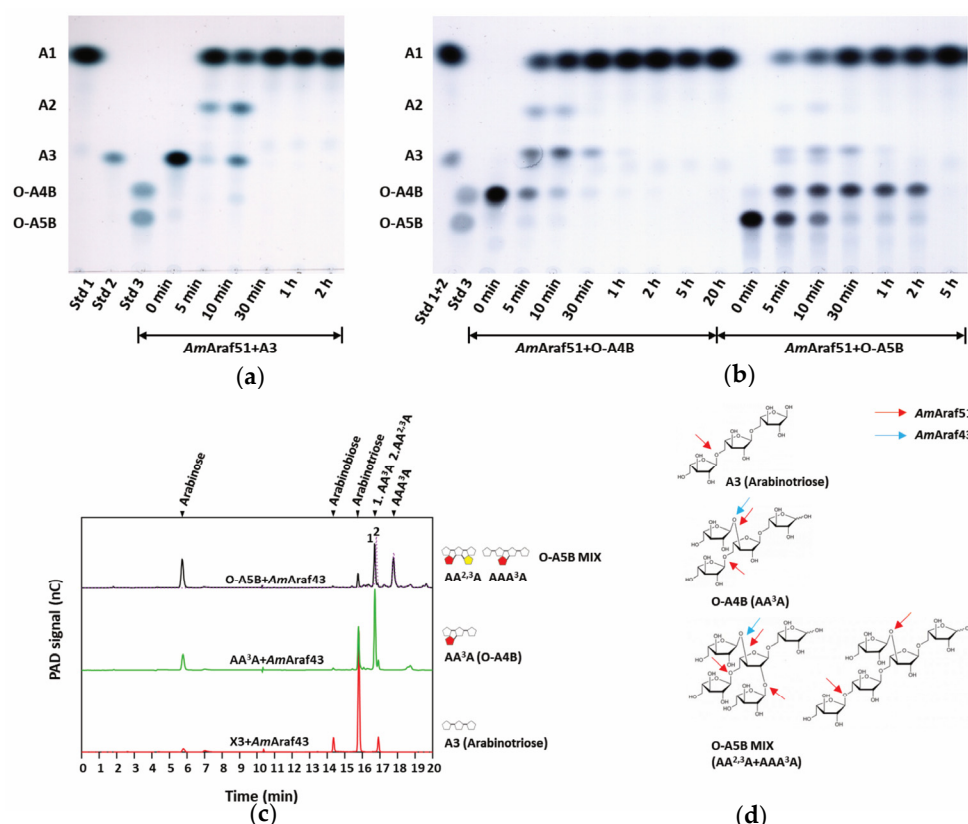 A1
A2
A3
O-A4B
O-A5B
Std 1
Std 2
Std 3
0 min
5 min
10 min
30 min
1 h
2 h
AmAraf51+A3
(a)
A1
A2
A3
O-A4B
O-A5B
Std 1+2
Std 3
0 min
5 min
10 min
30 min
1 h
2 h
5 h
20 h
0 min
5 min
10 min
30 min
1 h
2 h
5 h
AmAraf51+O-A4B
AmAraf51+O-A5B
(b)
Arabinose
Arabinobiose
Arabinotriose
1. AA³A 2.AA²,³A
AAA³A
PAD signal (nC)
1
2
O-A5B+AmAraf43
AA³A+AmAraf43
X3+AmAraf43
0 1 2 3 4 5 6 7 8 9 10 11 12 13 14 15 16 17 18 19 20
Time (min)
(c)
O-A5B MIX
AA²,³A
AAA³A
AA³A (O-A4B)
A3 (Arabinotriose)
AmAraf51
AmAraf43
A3 (Arabinotriose)
O-A4B (AA³A)
O-A5B MIX
(AA²,³A+AAA³A)
(d)